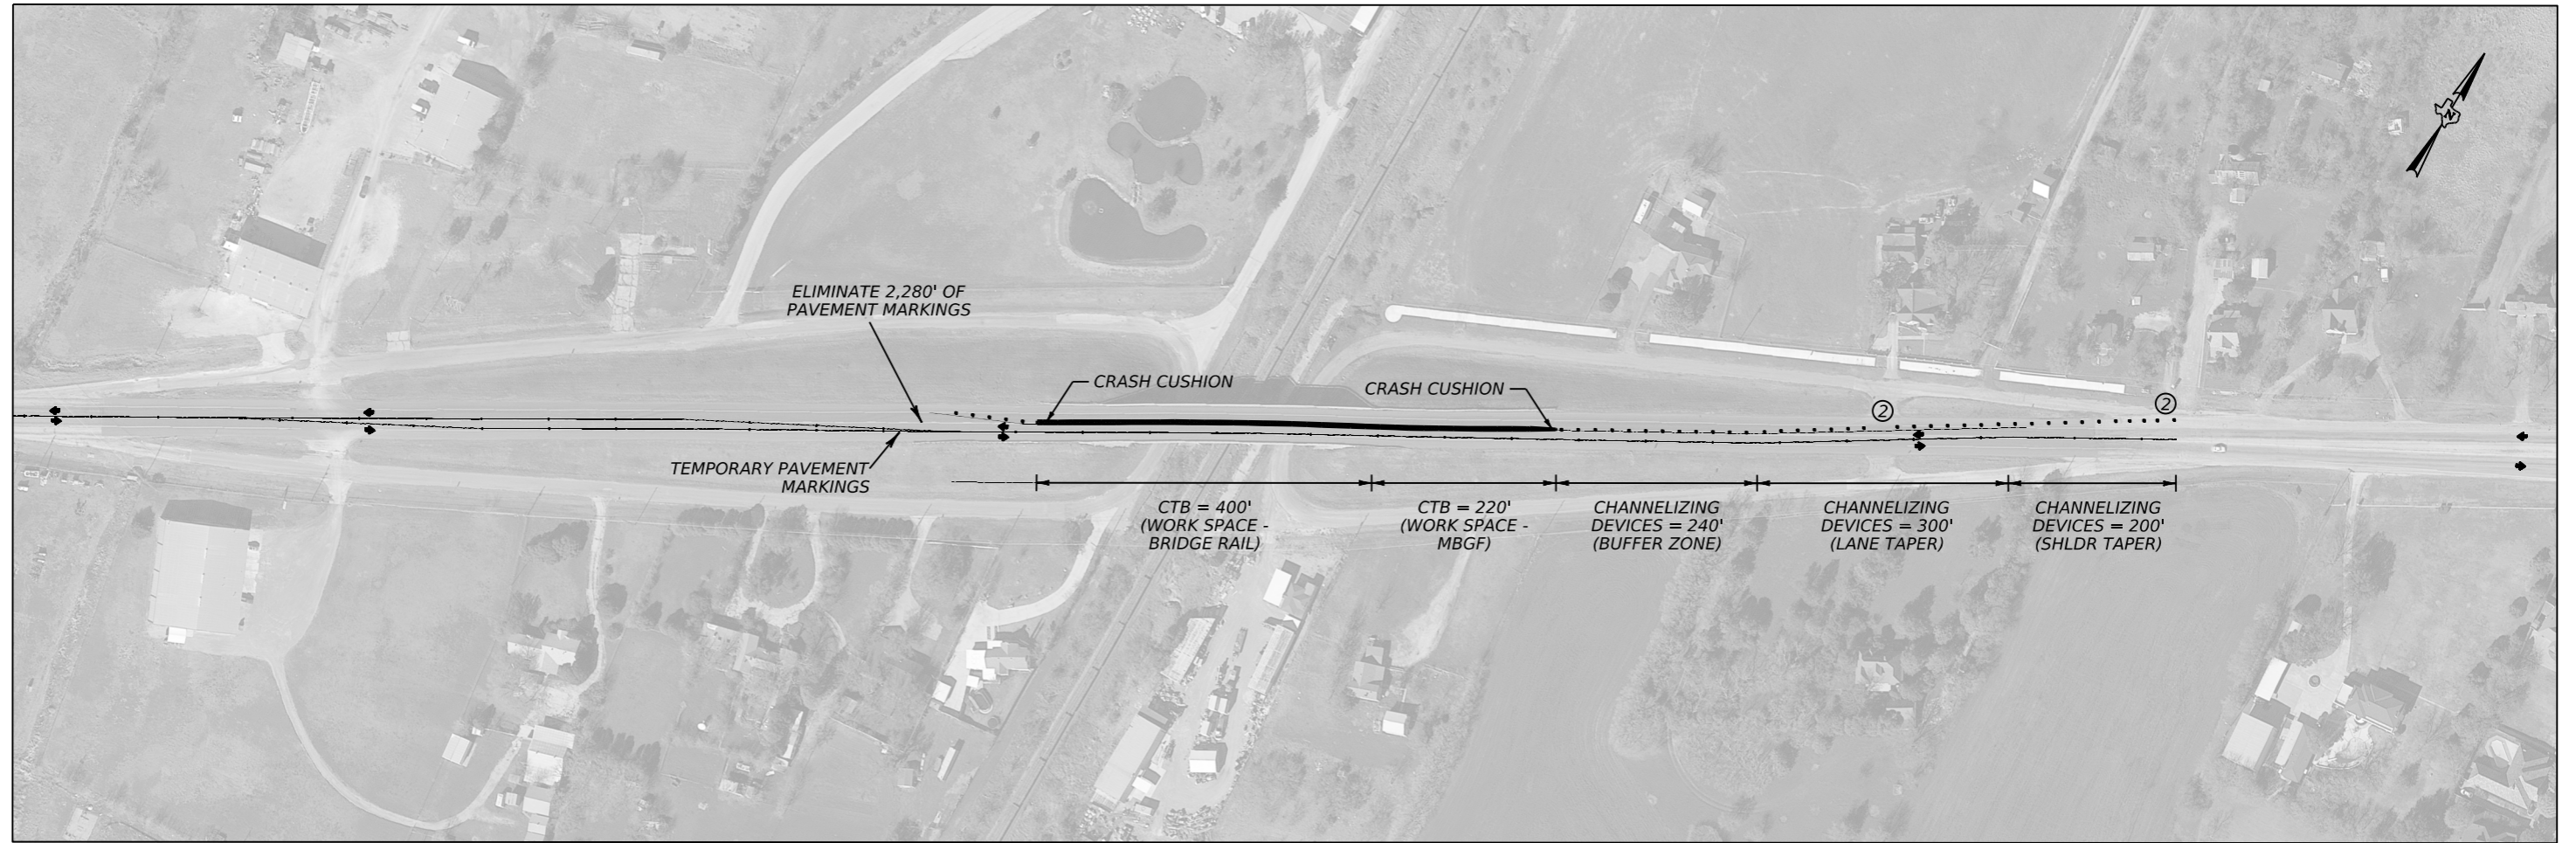 ELIMINATE 2,280' OF
PAVEMENT MARKINGS
CRASH CUSHION
CRASH CUSHION
2
2
TEMPORARY PAVEMENT
MARKINGS
CTB = 400'
(WORK SPACE -
BRIDGE RAIL)
CTB = 220'
(WORK SPACE -
MBGF)
CHANNELIZING
DEVICES = 240'
(BUFFER ZONE)
CHANNELIZING
DEVICES = 300'
(LANE TAPER)
CHANNELIZING
DEVICES = 200'
(SHLDR TAPER)
N